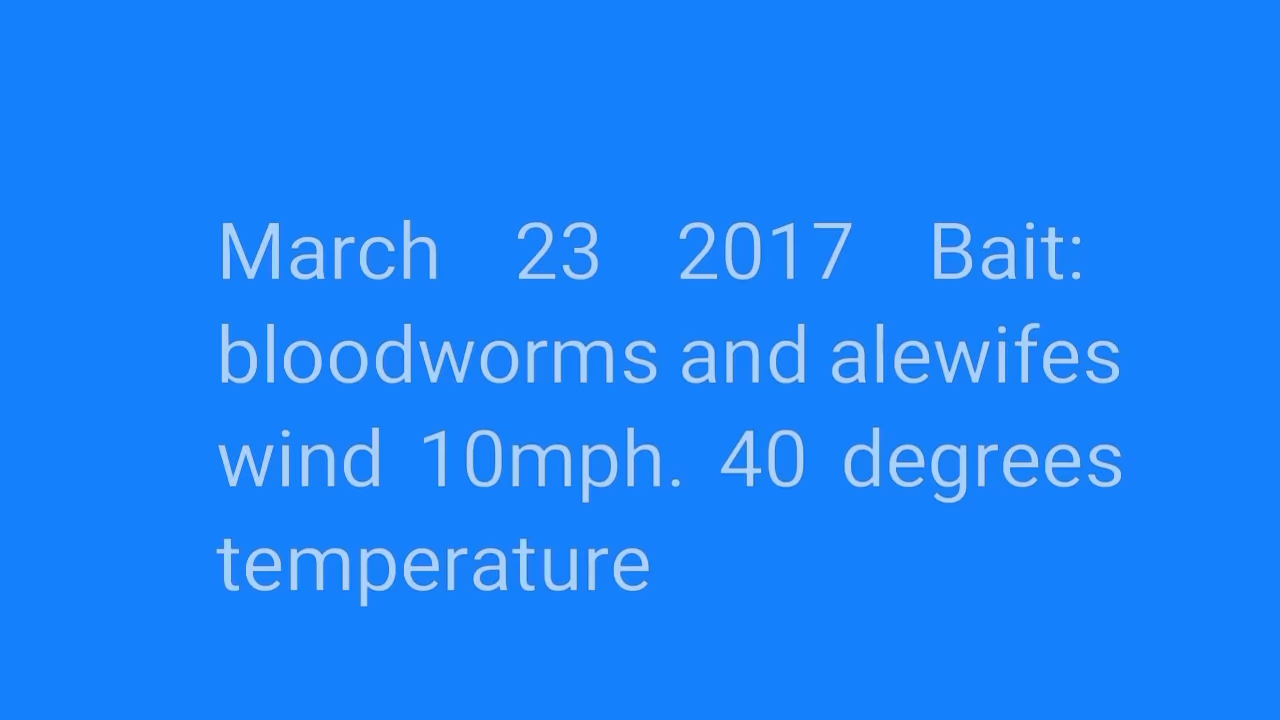 March 23 2017 Bait:
bloodworms and alewifes
wind 10mph. 40 degrees
temperature